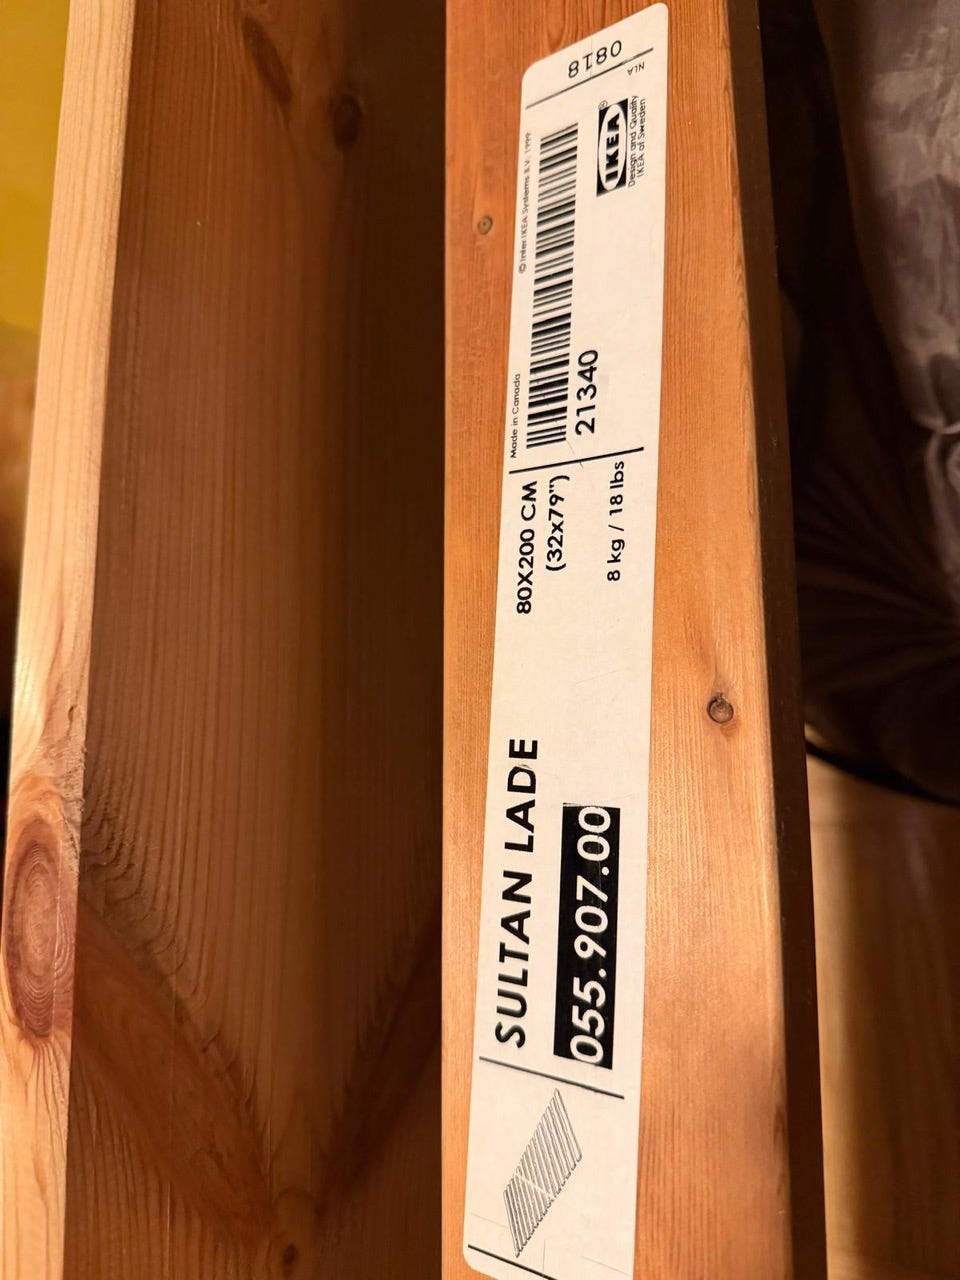 SULTAN LADE
055.907.00
80X200 CM
(32x79")
8 kg / 18 lbs
Made in Canada
© Inter IKEA Systems B.V. 1999
21340
IKEA®
Design and Quality
IKEA of Sweden
0818
NLA